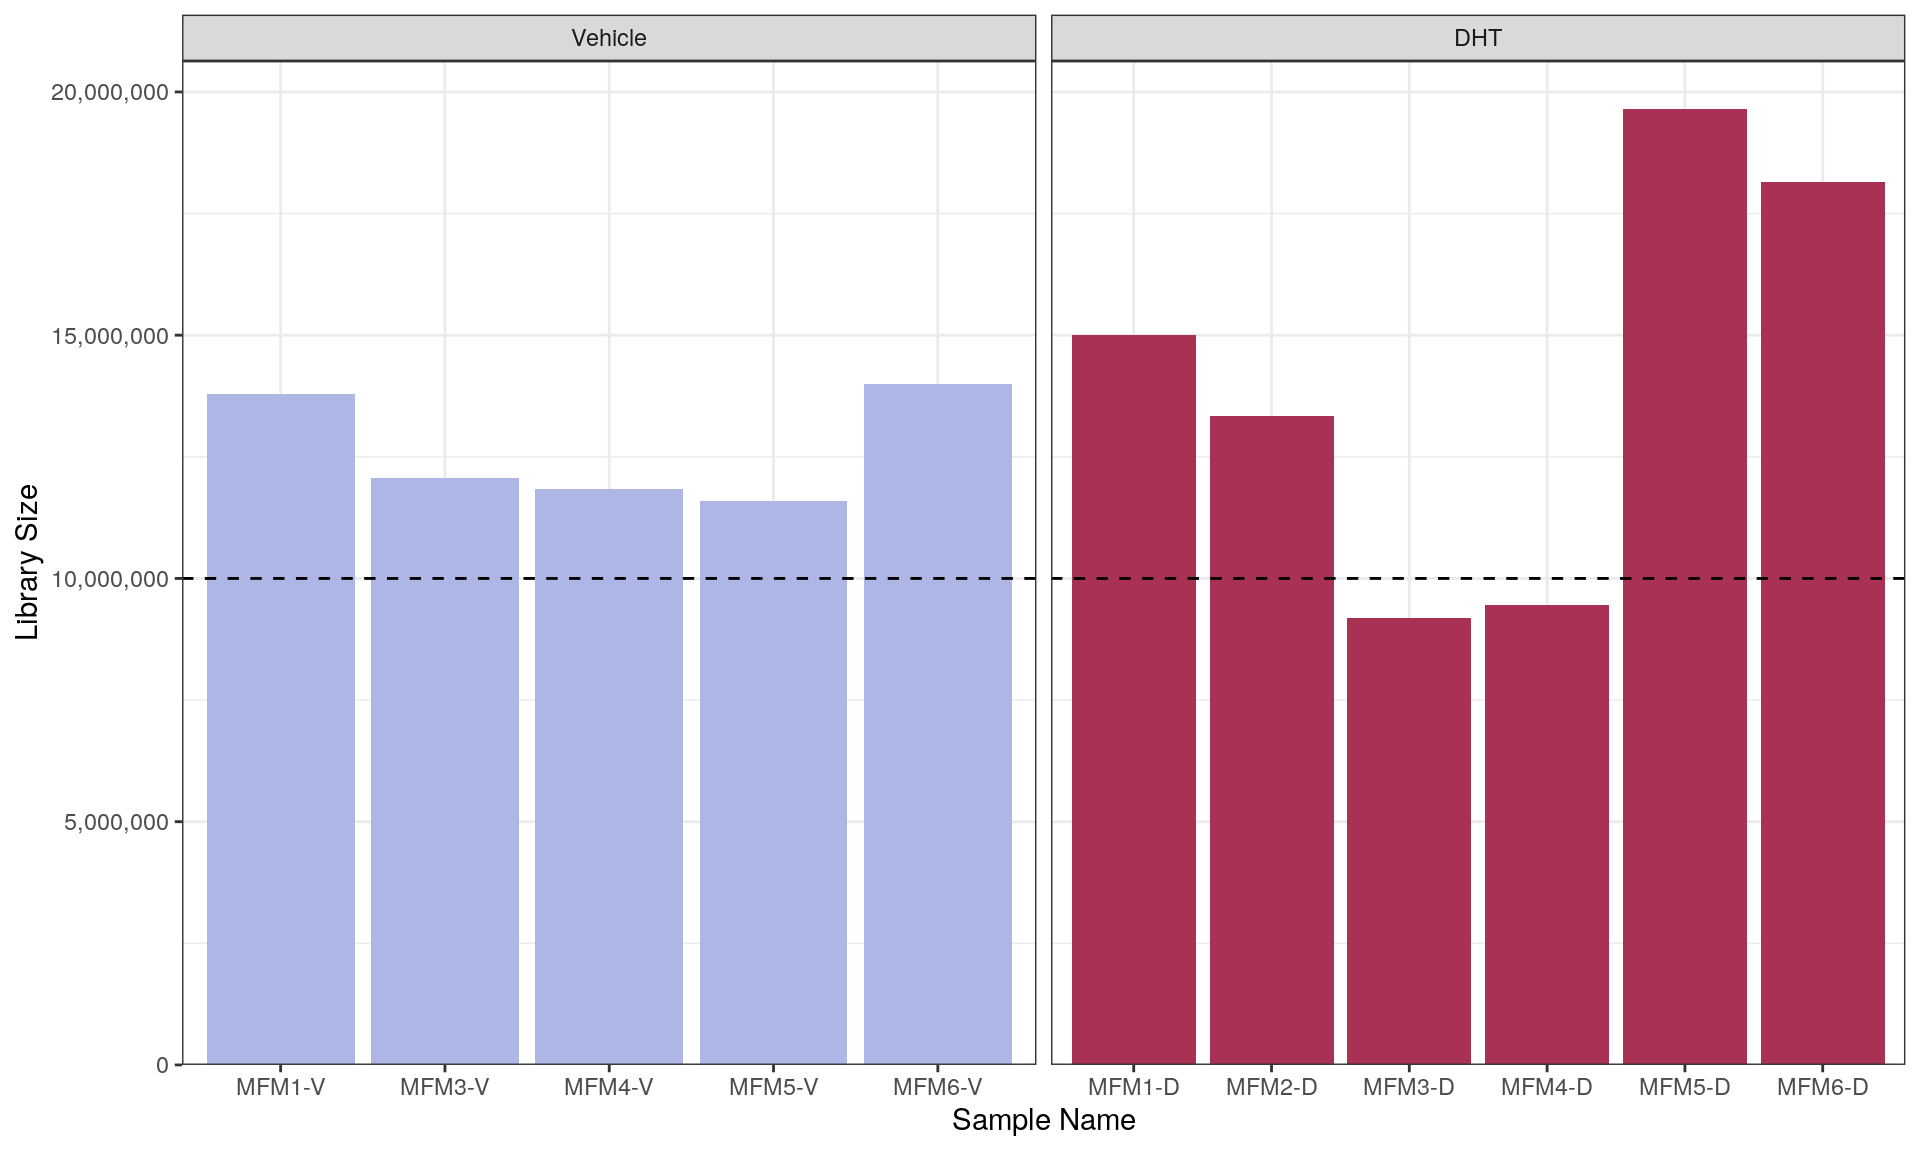 Vehicle
DHT
20,000,000
15,000,000
10,000,000
5,000,000
0
Library Size
MFM1-V MFM3-V MFM4-V MFM5-V MFM6-V MFM1-D MFM2-D MFM3-D MFM4-D MFM5-D MFM6-D
Sample Name